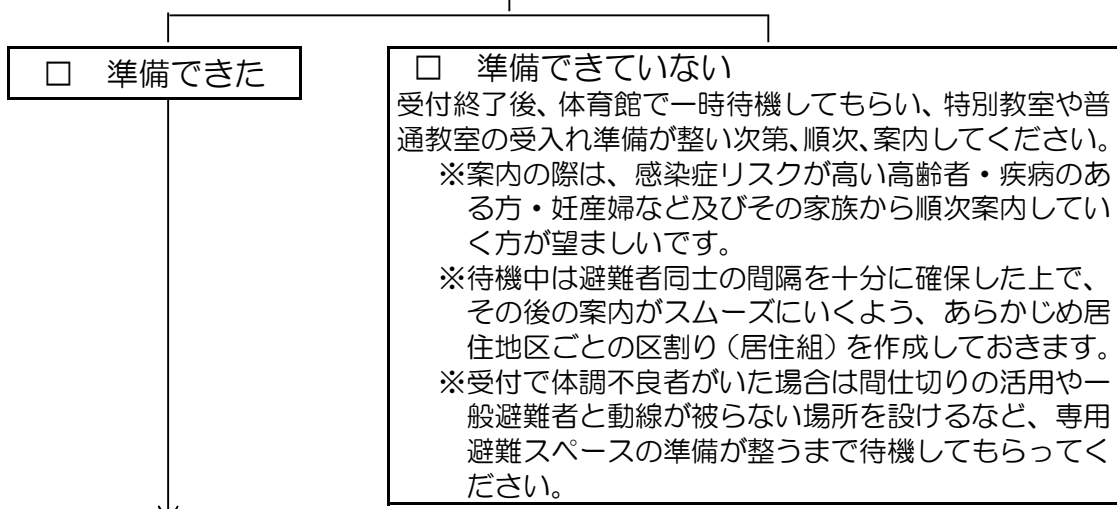 □ 準備できた
□ 準備できていない
受付終了後、体育館で一時待機してもらい、特別教室や普
通教室の受入れ準備が整い次第、順次、案内してください。
※案内の際は、感染症リスクが高い高齢者・疾病のあ
る方・妊産婦など及びその家族から順次案内してい
く方が望ましいです。
※待機中は避難者同士の間隔を十分に確保した上で、
その後の案内がスムーズにいくよう、あらかじめ居
住地区ごとの区割り（居住組）を作成しておきます。
※受付で体調不良者がいた場合は間仕切りの活用や一
般避難者と動線が被らない場所を設けるなど、専用
避難スペースの準備が整うまで待機してもらってく
ださい。